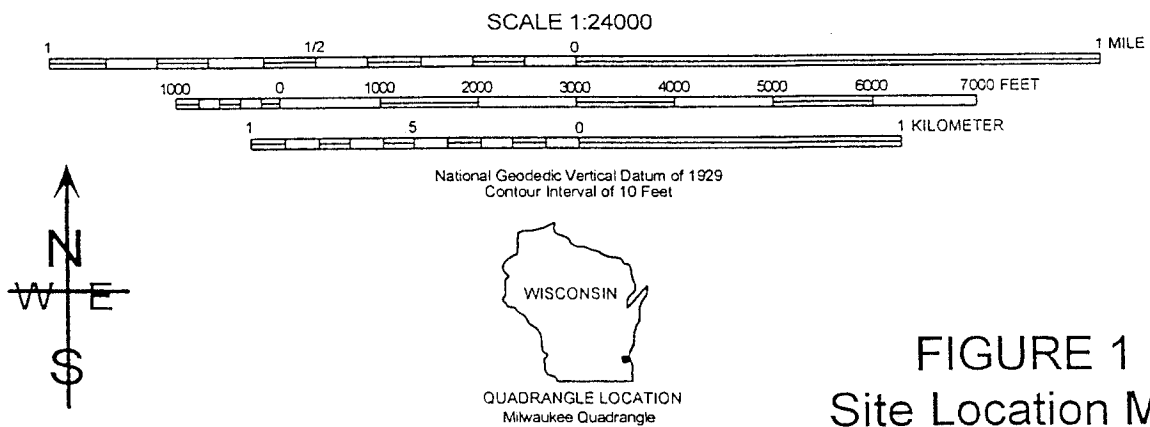 SCALE 1:24000
1 1/2 0 1 MILE
1000 0 1000 2000 3000 4000 5000 6000 7000 FEET
1 5 0 1 KILOMETER
National Geodedic Vertical Datum of 1929
Contour Interval of 10 Feet
N
W E
S
WISCONSIN
QUADRANGLE LOCATION
Milwaukee Quadrangle
FIGURE 1
Site Location M